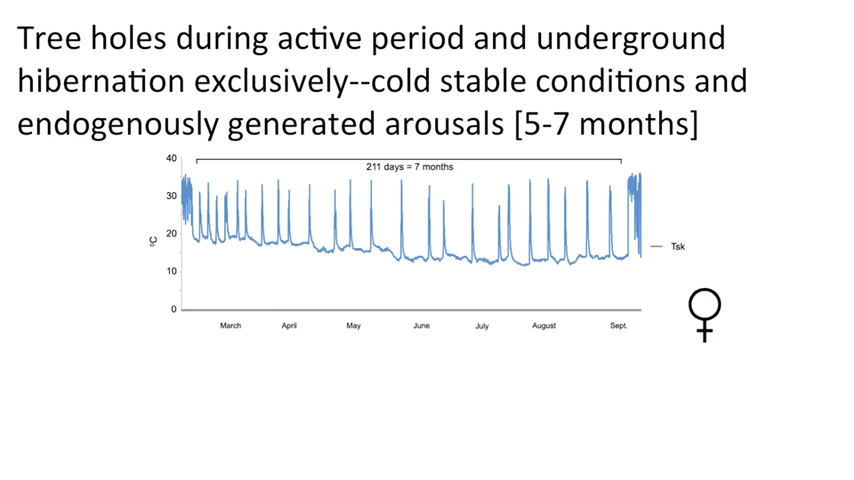 Tree holes during active period and underground
hibernation exclusively--cold stable conditions and
endogenously generated arousals [5-7 months]
40
211 days = 7 months
30
20
ºC
10
0
Tsk
March April May June July August Sept.